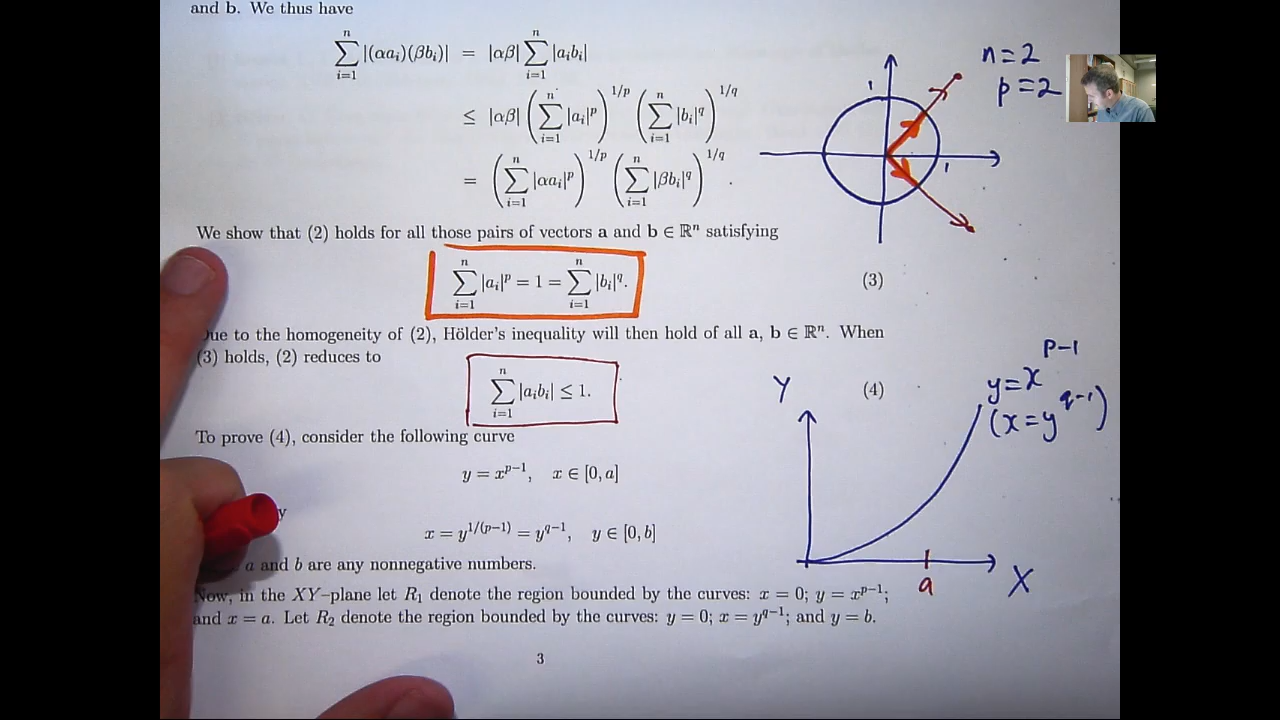 and b. We thus have
∑_{i=1}^{n} |(αa_i)(βb_i)| = |αβ| ∑_{i=1}^{n} |a_i b_i|
≤ |αβ| (∑_{i=1}^{n} |a_i|^p)^{1/p} (∑_{i=1}^{n} |b_i|^q)^{1/q}
= (∑_{i=1}^{n} |αa_i|^p)^{1/p} (∑_{i=1}^{n} |βb_i|^q)^{1/q} .
n=2
p=2
1
1
We show that (2) holds for all those pairs of vectors a and b ∈ ℝ^n satisfying
∑_{i=1}^{n} |a_i|^p = 1 = ∑_{i=1}^{n} |b_i|^q. (3)
ue to the homogeneity of (2), Hölder's inequality will then hold of all a, b ∈ ℝ^n. When
(3) holds, (2) reduces to
∑_{i=1}^{n} |a_i b_i| ≤ 1. (4)
To prove (4), consider the following curve
y = x^{p−1}, x ∈ [0, a]
y
x = y^{1/(p−1)} = y^{q−1}, y ∈ [0, b]
a and b are any nonnegative numbers.
Now, in the XY–plane let R_1 denote the region bounded by the curves: x = 0; y = x^{p−1};
and x = a. Let R_2 denote the region bounded by the curves: y = 0; x = y^{q−1}; and y = b.
3
Y
y=x^{p-1}
(x=y^{q-1})
a
X